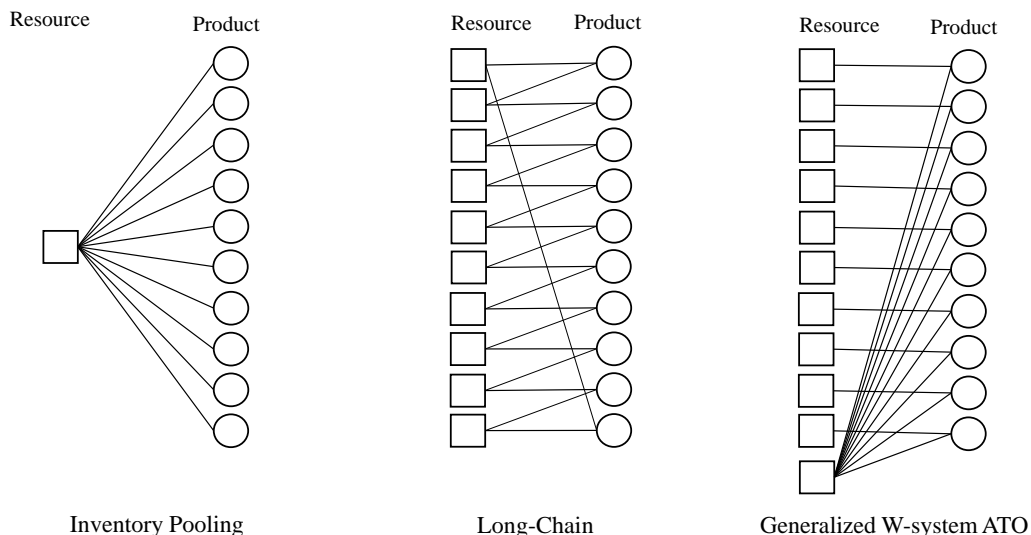 Resource
Product
Resource
Product
Resource
Product
Inventory Pooling
Long-Chain
Generalized W-system ATO